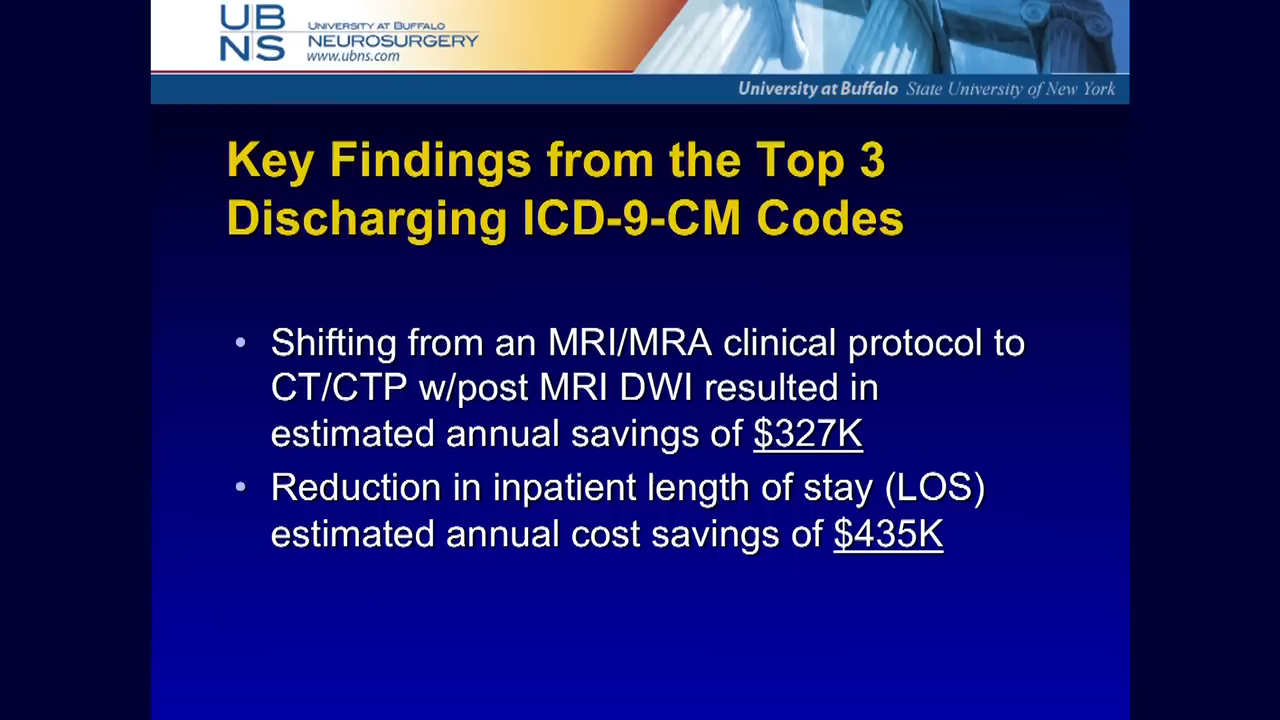 UB
NS
UNIVERSITY AT BUFFALO
NEUROSURGERY
www.ubns.com
University at Buffalo State University of New York
Key Findings from the Top 3
Discharging ICD-9-CM Codes
• Shifting from an MRI/MRA clinical protocol to
CT/CTP w/post MRI DWI resulted in
estimated annual savings of $327K
• Reduction in inpatient length of stay (LOS)
estimated annual cost savings of $435K